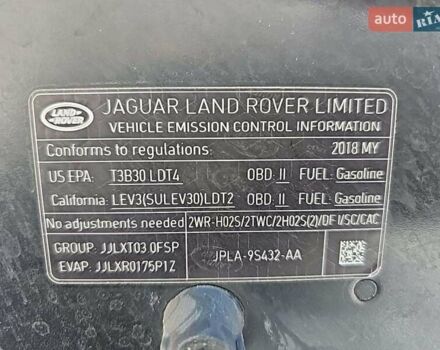 auto RIA
LAND ROVER
JAGUAR LAND ROVER LIMITED
VEHICLE EMISSION CONTROL INFORMATION
Conforms to regulations: 2018 MY
US EPA: T3B30 LDT4 OBD: II FUEL: Gasoline
California: LEV3(SULEV30)LDT2 OBD: II FUEL: Gasoline
No adjustments needed 2WR-HO2S/2TWC/2HO2S(2)/DFI/SC/CAC
GROUP: JJLXT03.0FSP
EVAP: JJLXR0175P1Z
JPLA-9S432-AA